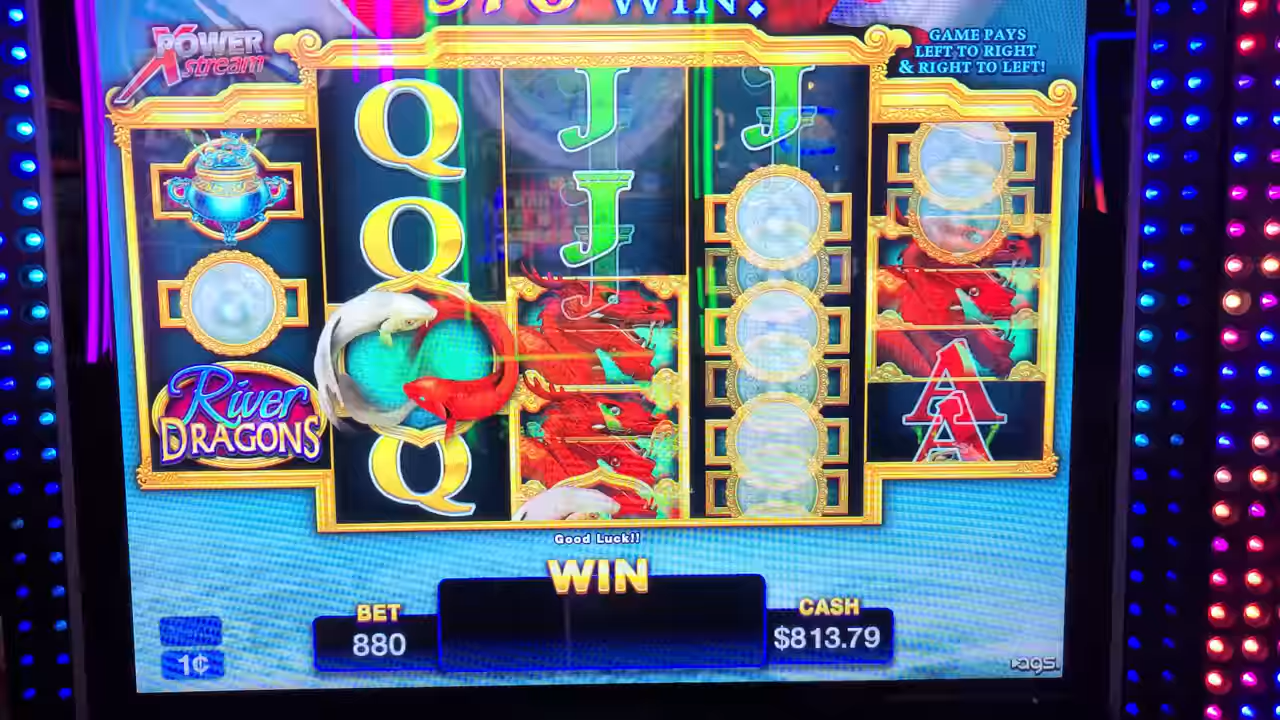 WIN!
POWER
Xstream
GAME PAYS
LEFT TO RIGHT
& RIGHT TO LEFT!
Q
J
J
Q
J
J
River
DRAGONS
Q
A
A
Good Luck!!
WIN
BET
880
CASH
$813.79
1¢
ags